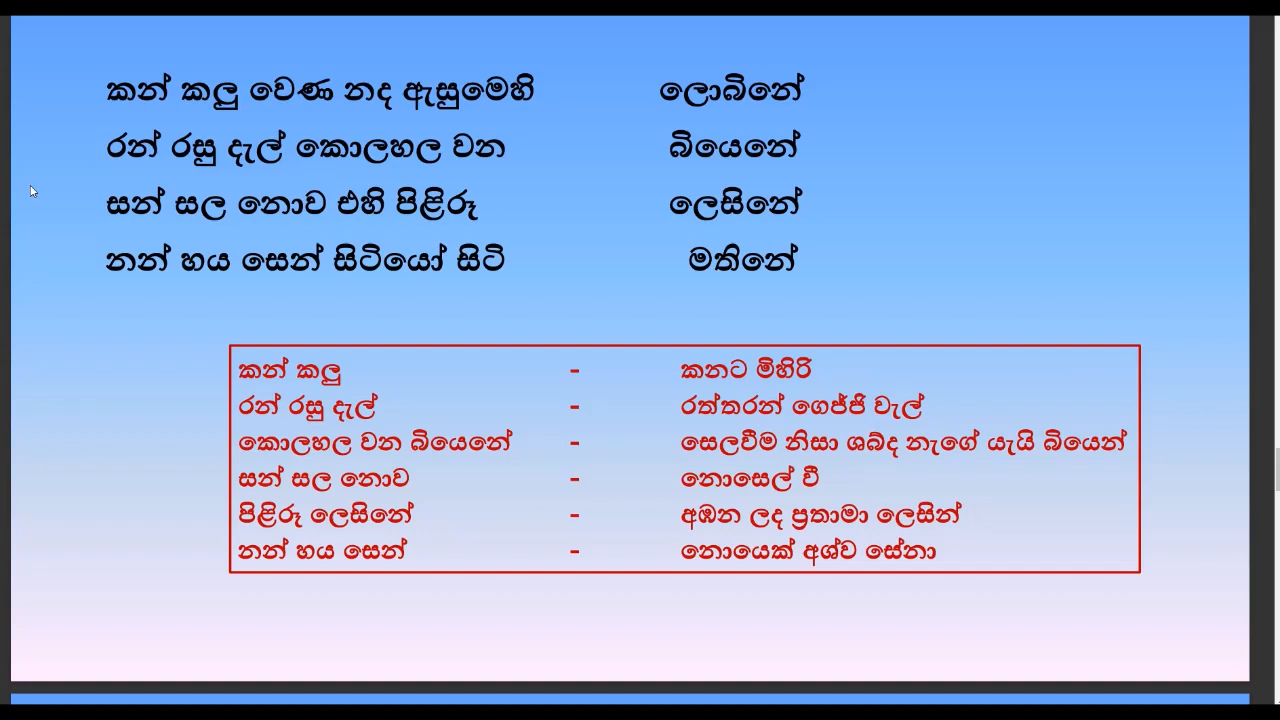 කන් කලු වෙණ නද ඇසුමෙහි ලොබිනේ
රන් රසු දැල් කොලහල වන බියෙනේ
සන් සල නොව එහි පිළිරූ ලෙසිනේ
නන් හය සෙන් සිටියෝ සිටි මතිනේ
කන් කලු - කනට මිහිරි
රන් රසු දැල් - රත්තරන් ගෙජ්ජි වැල්
කොලහල වන බියෙනේ - සෙලවීම නිසා ශබ්ද නැගේ යැයි බියෙන්
සන් සල නොව - නොසෙල් වී
පිළිරූ ලෙසිනේ - අඹන ලද ප්‍රතාමා ලෙසින්
නන් හය සෙන් - නොයෙක් අශ්ව සේනා